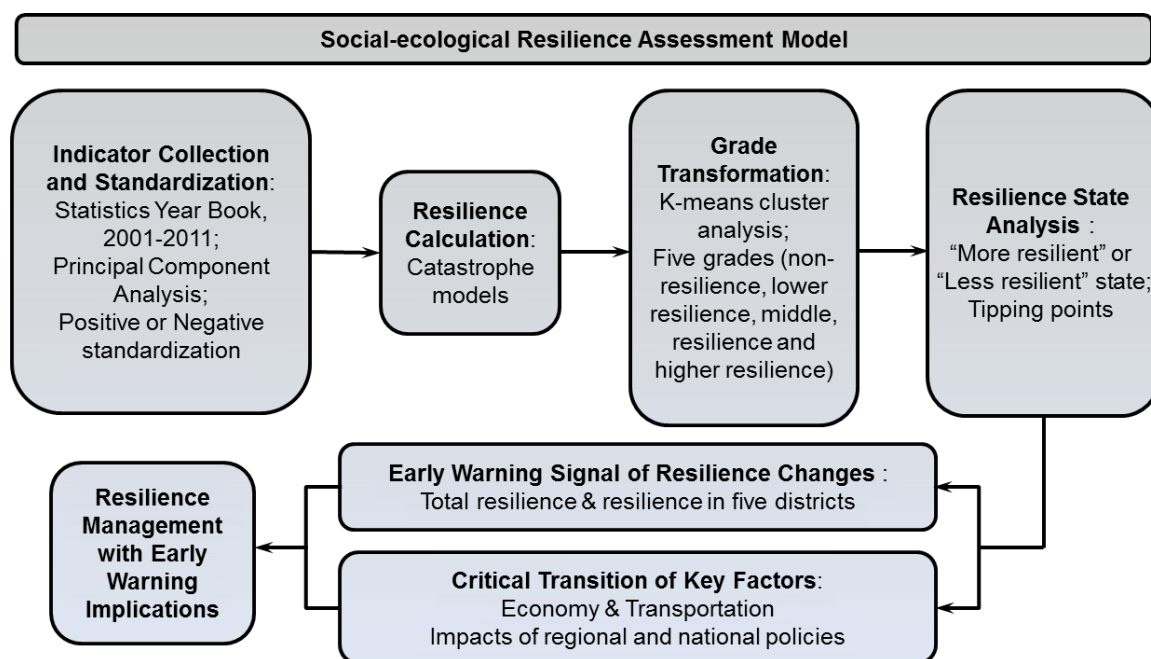 Social-ecological Resilience Assessment Model
Indicator Collection
and Standardization:
Statistics Year Book,
2001-2011;
Principal Component
Analysis;
Positive or Negative
standardization
Resilience
Calculation:
Catastrophe
models
Grade
Transformation:
K-means cluster
analysis;
Five grades (non-
resilience, lower
resilience, middle,
resilience and
higher resilience)
Resilience State
Analysis :
“More resilient” or
“Less resilient” state;
Tipping points
Early Warning Signal of Resilience Changes :
Total resilience & resilience in five districts
Critical Transition of Key Factors:
Economy & Transportation
Impacts of regional and national policies
Resilience
Management
with Early
Warning
Implications